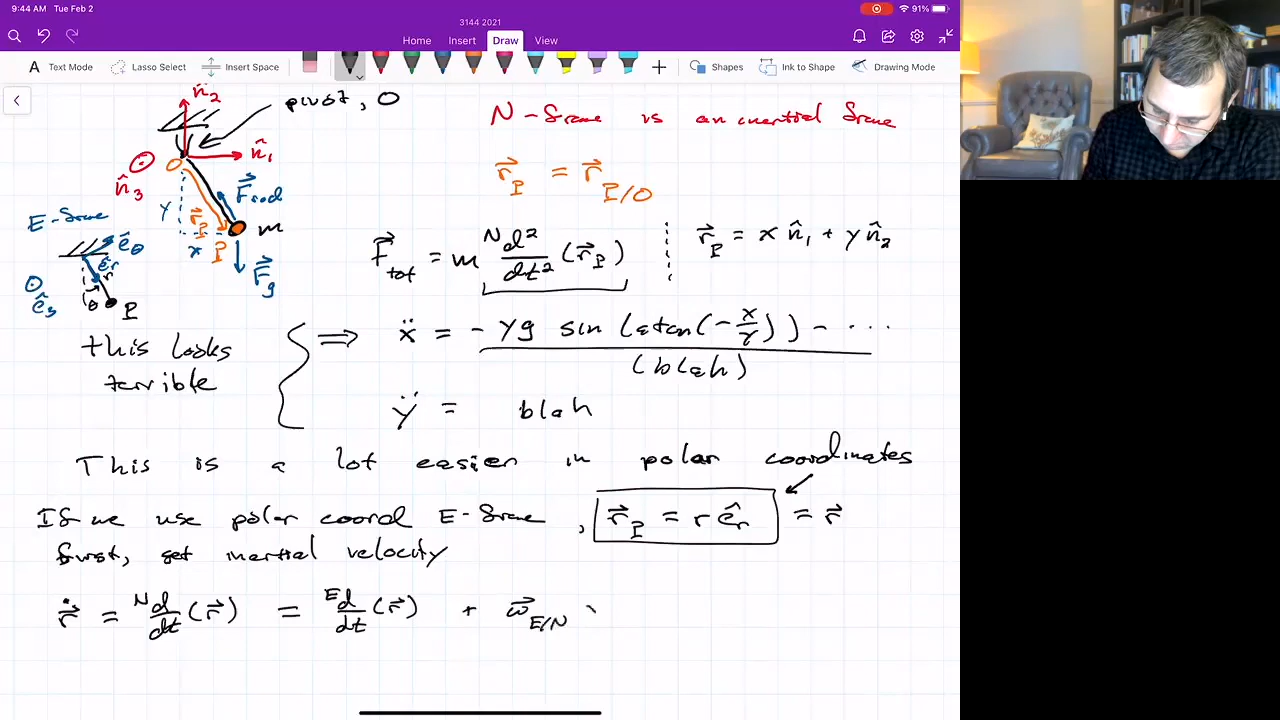 9:44 AM Tue Feb 2
91%
3144 2021
Home Insert Draw View
Text Mode Lasso Select Insert Space Shapes Ink to Shape Drawing Mode
n̂₂
pivot, O
N-frame is an inertial frame
O
n̂₁
n̂₃
F⃗rod
y
r⃗P
m
x
P
F⃗g
r⃗P = r⃗P/O
E-frame
êθ
êr
r
θ
ê₃
P
F⃗tot = m ᴺd²/dt² (r⃗P)
r⃗P = x n̂₁ + y n̂₂
this looks
terrible
⟹ ẍ = - yg sin (atan(-x/y)) - ... / (blah)
ÿ = blah
This is a lot easier in polar coordinates
If we use polar coord E-frame, r⃗P = r êr = r⃗
first, get inertial velocity
ṙ⃗ = ᴺd/dt (r⃗) = ᴱd/dt (r⃗) + ω⃗E/N